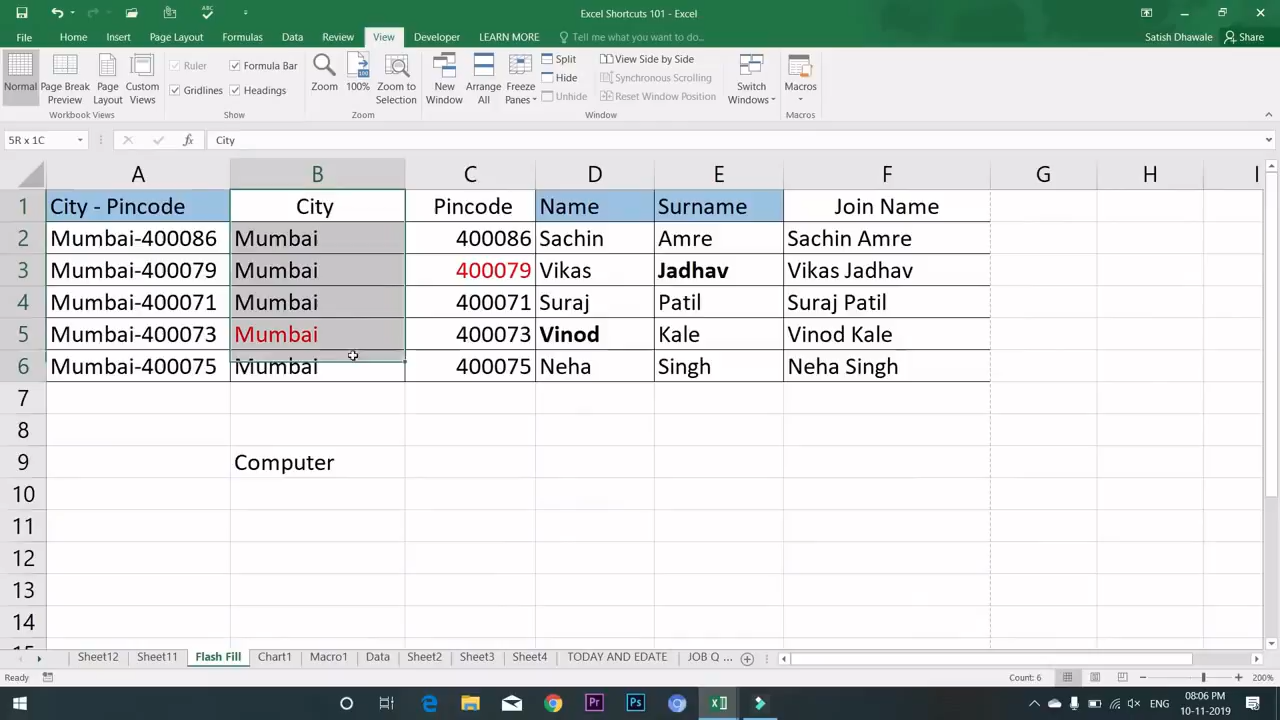 Excel Shortcuts 101 - Excel
File Home Insert Page Layout Formulas Data Review View Developer LEARN MORE Tell me what you want to do... Satish Dhawale Share
Normal Page Break Preview Page Layout Custom Views
Ruler Formula Bar
Gridlines Headings
Zoom 100% Zoom to Selection
New Window Arrange All Freeze Panes
Split View Side by Side
Hide Synchronous Scrolling
Unhide Reset Window Position
Switch Windows Macros
Workbook Views Show Zoom Window Macros
5R x 1C fx City
A B C D E F G H I
1 City - Pincode City Pincode Name Surname Join Name
2 Mumbai-400086 Mumbai 400086 Sachin Amre Sachin Amre
3 Mumbai-400079 Mumbai 400079 Vikas Jadhav Vikas Jadhav
4 Mumbai-400071 Mumbai 400071 Suraj Patil Suraj Patil
5 Mumbai-400073 Mumbai 400073 Vinod Kale Vinod Kale
6 Mumbai-400075 Mumbai 400075 Neha Singh Neha Singh
7
8
9 Computer
10
11
12
13
14
Sheet12 Sheet11 Flash Fill Chart1 Macro1 Data Sheet2 Sheet3 Sheet4 TODAY AND EDATE JOB Q ...
Ready Count: 6 200%
Pr Ps ENG 08:06 PM
10-11-2019